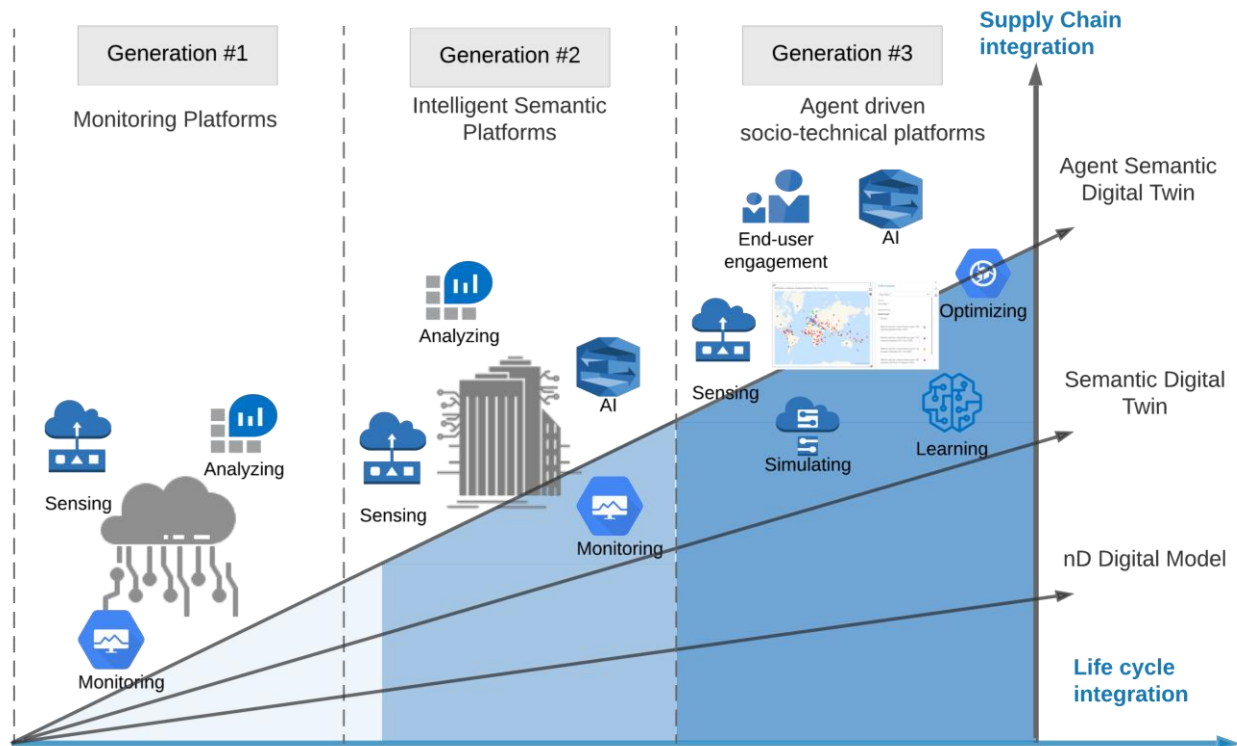 Generation #1
Monitoring Platforms
Sensing
Analyzing
Monitoring
Generation #2
Intelligent Semantic
Platforms
Analyzing
AI
Sensing
Monitoring
Generation #3
Agent driven
socio-technical platforms
End-user
engagement
AI
Sensing
Optimizing
Simulating
Learning
Supply Chain
integration
Agent Semantic
Digital Twin
Semantic Digital
Twin
nD Digital Model
Life cycle
integration